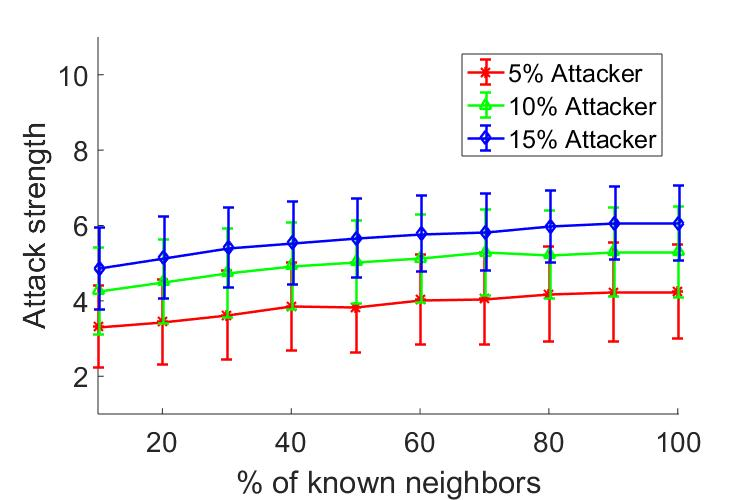 5% Attacker
10% Attacker
15% Attacker
Attack strength
10
8
6
4
2
20 40 60 80 100
% of known neighbors